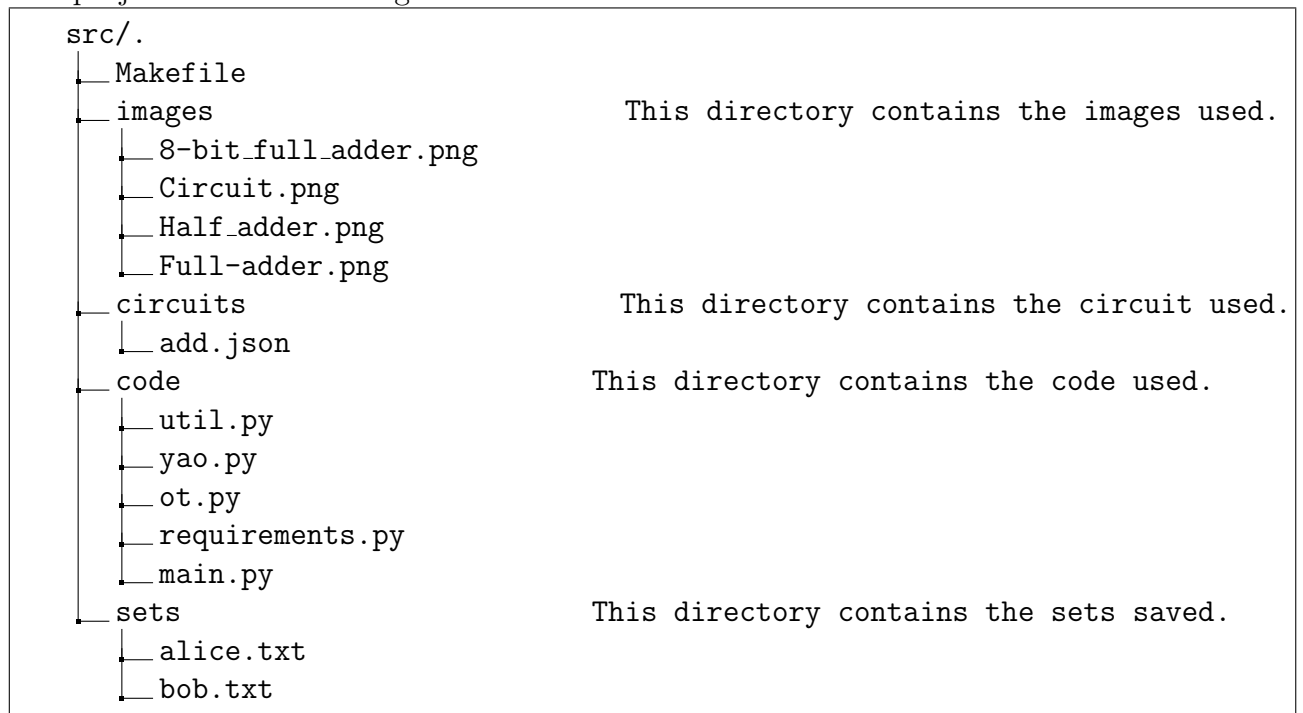 src/.
Makefile
images This directory contains the images used.
8-bit_full_adder.png
Circuit.png
Half_adder.png
Full-adder.png
circuits This directory contains the circuit used.
add.json
code This directory contains the code used.
util.py
yao.py
ot.py
requirements.py
main.py
sets This directory contains the sets saved.
alice.txt
bob.txt